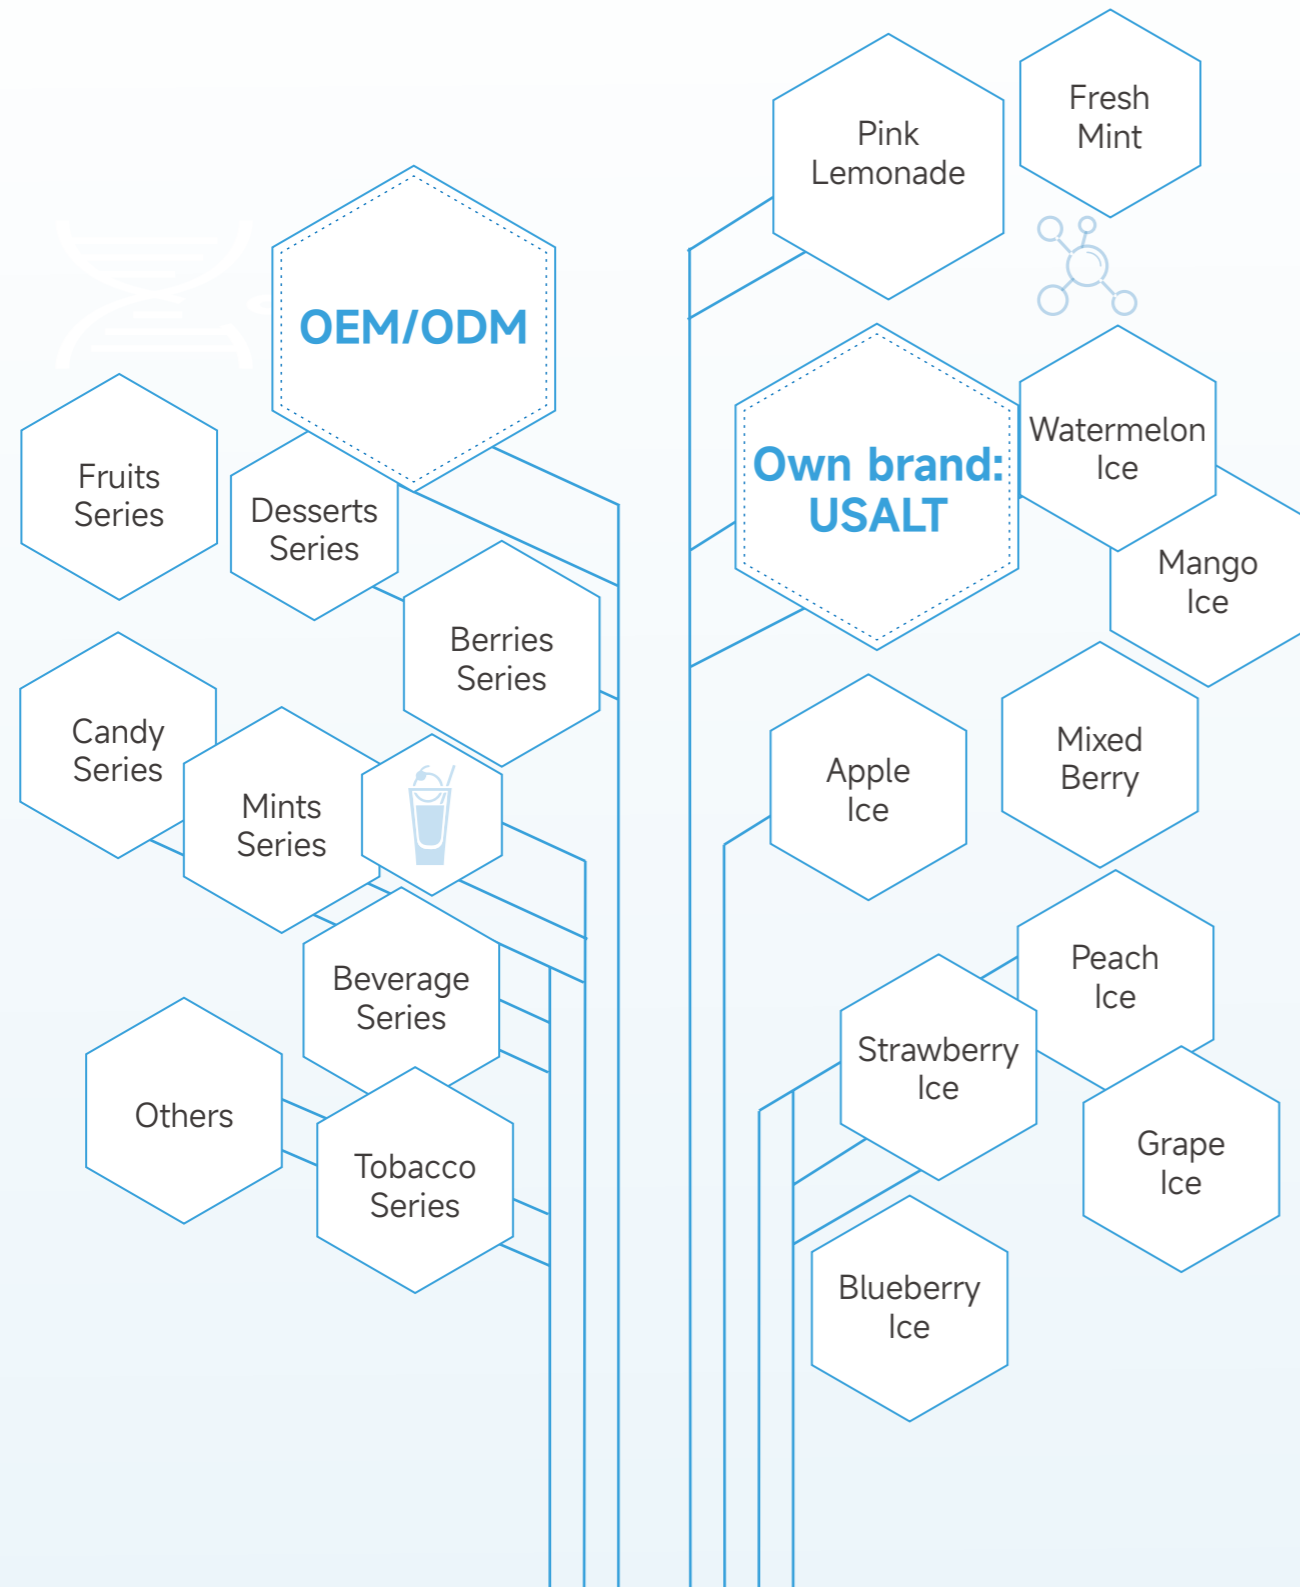 OEM/ODM
Fruits
Series
Desserts
Series
Berries
Series
Candy
Series
Mints
Series
Beverage
Series
Others
Tobacco
Series
Pink
Lemonade
Fresh
Mint
Own brand:
USALT
Watermelon
Ice
Mango
Ice
Apple
Ice
Mixed
Berry
Peach
Ice
Strawberry
Ice
Grape
Ice
Blueberry
Ice